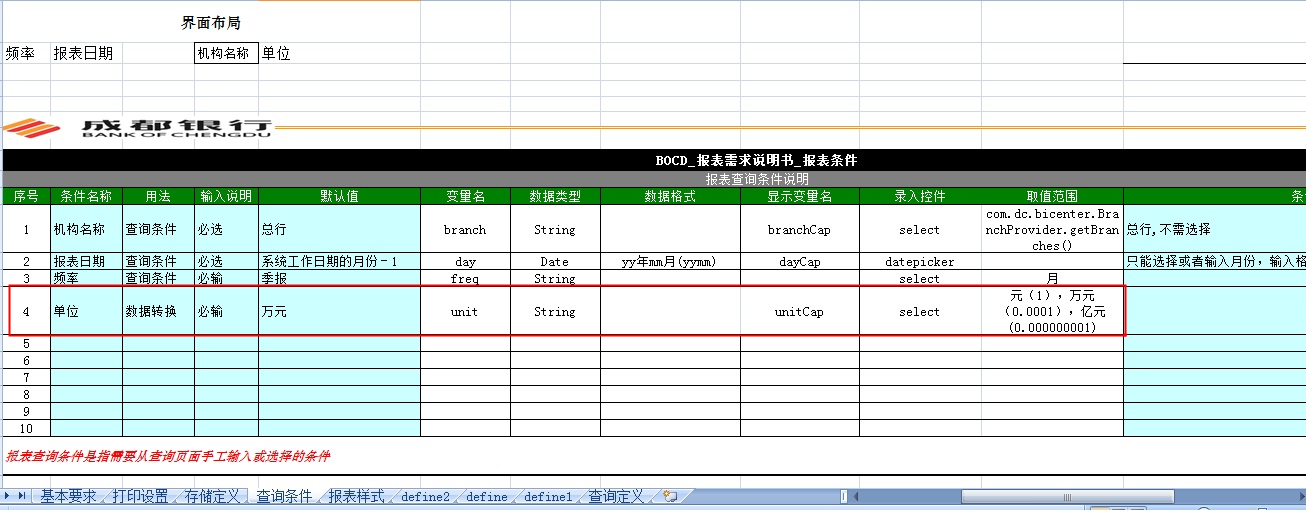 界面布局
频率 报表日期 机构名称 单位
成都银行
BANK OF CHENGDU
BOCD_报表需求说明书_报表条件
报表查询条件说明
序号 条件名称 用法 输入说明 默认值 变量名 数据类型 数据格式 显示变量名 录入控件 取值范围
1 机构名称 查询条件 必选 总行 branch String branchCap select com.dc.bicenter.Bra
nchProvider.getBran
ches() 总行,不需选择
2 报表日期 查询条件 必选 系统工作日期的月份-1 day Date yy年mm月(yymm) dayCap datepicker 只能选择或者输入月份，输入格
3 频率 查询条件 必输 季报 freq String select 月
4 单位 数据转换 必输 万元 unit String unitCap select 元（1），万元
（0.0001），亿元
(0.000000001)
5
6
7
8
9
10
报表查询条件是指需要从查询页面手工输入或选择的条件
基本要求 打印设置 存储定义 查询条件 报表样式 define2 define define1 查询定义